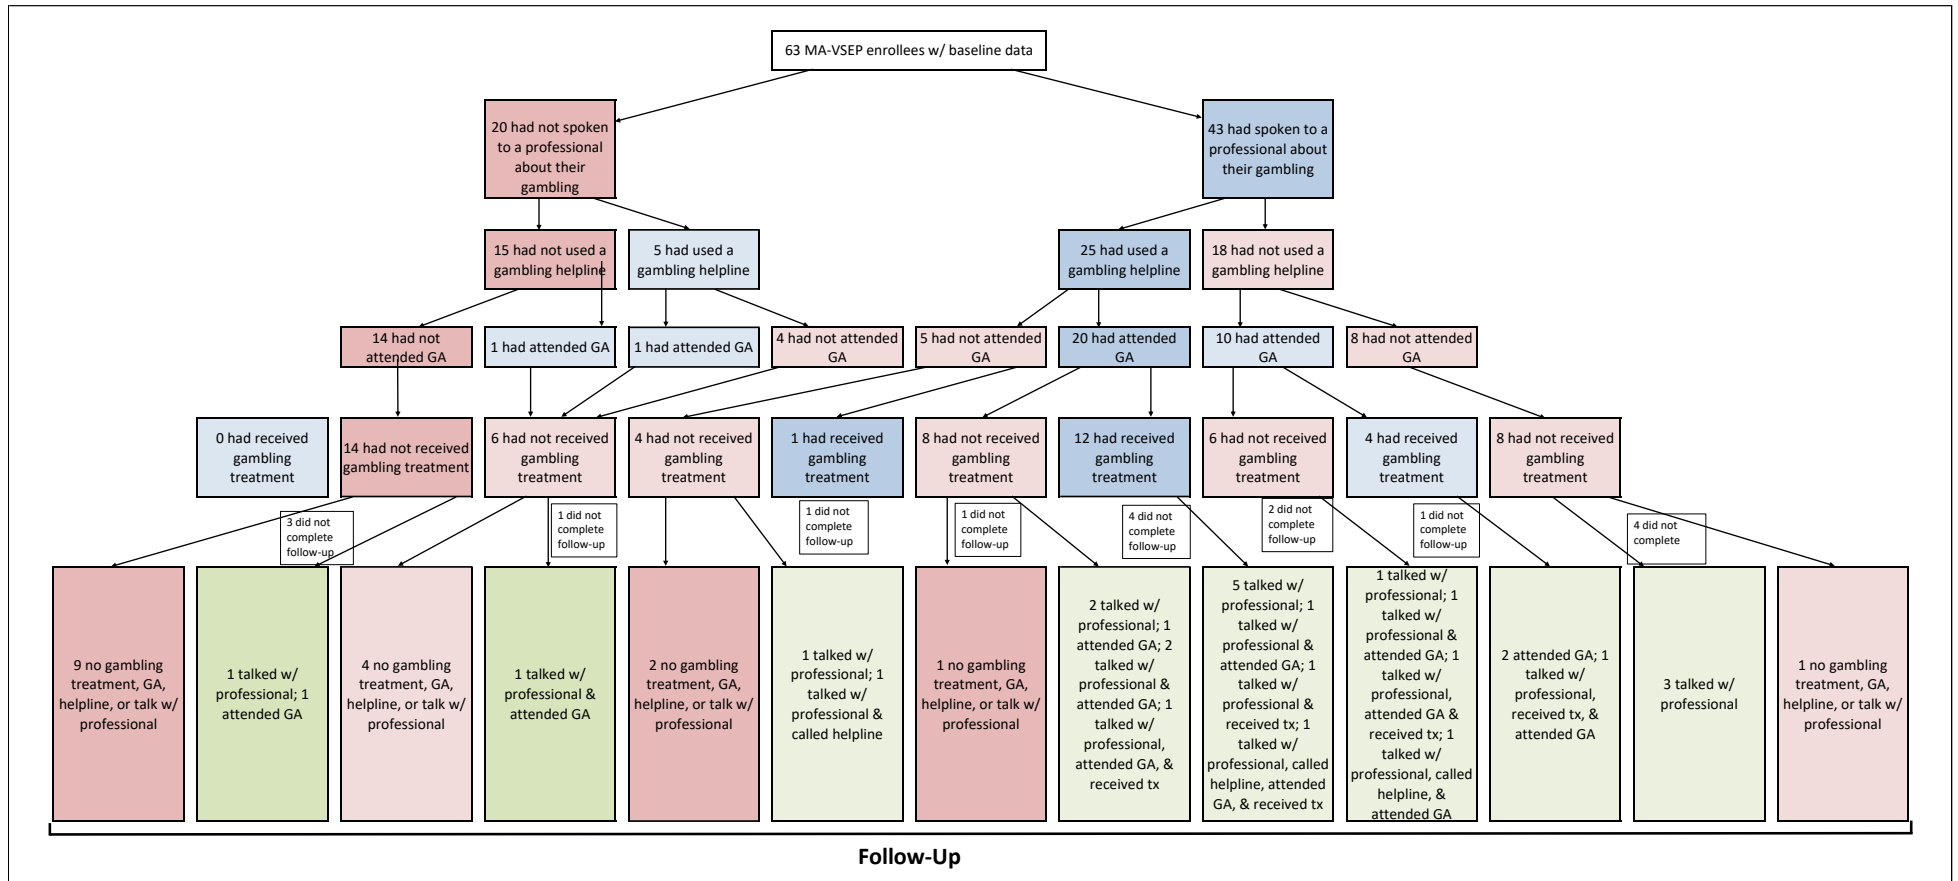 63 MA-VSEP enrollees w/ baseline data
20 had not spoken
to a professional
about their
gambling
43 had spoken to a
professional about
their gambling
15 had not used a
gambling helpline
5 had used a
gambling helpline
25 had used a
gambling helpline
18 had not used a
gambling helpline
14 had not
attended GA
1 had attended GA
1 had attended GA
4 had not attended
GA
5 had not attended
GA
20 had attended
GA
10 had attended
GA
8 had not attended
GA
0 had received
gambling
treatment
14 had not received
gambling treatment
6 had not received
gambling
treatment
4 had not received
gambling
treatment
1 had received
gambling
treatment
8 had not received
gambling
treatment
12 had received
gambling
treatment
6 had not received
gambling
treatment
4 had received
gambling
treatment
8 had not received
gambling
treatment
3 did not
complete
follow-up
1 did not
complete
follow-up
1 did not
complete
follow-up
1 did not
complete
follow-up
4 did not
complete
follow-up
2 did not
complete
follow-up
1 did not
complete
follow-up
4 did not
complete
9 no gambling
treatment, GA,
helpline, or talk w/
professional
1 talked w/
professional; 1
attended GA
4 no gambling
treatment, GA,
helpline, or talk w/
professional
1 talked w/
professional &
attended GA
2 no gambling
treatment, GA,
helpline, or talk w/
professional
1 talked w/
professional; 1
talked w/
professional &
called helpline
1 no gambling
treatment, GA,
helpline, or talk w/
professional
2 talked w/
professional; 1
attended GA; 2
talked w/
professional &
attended GA; 1
talked w/
professional,
attended GA, &
received tx
5 talked w/
professional; 1
talked w/
professional &
attended GA; 1
talked w/
professional &
received tx; 1
talked w/
professional, called
helpline, attended
GA, & received tx
1 talked w/
professional; 1
talked w/
professional &
attended GA; 1
talked w/
professional,
attended GA &
received tx; 1
talked w/
professional, called
helpline, &
attended GA
2 attended GA; 1
talked w/
professional,
received tx, &
attended GA
3 talked w/
professional
1 no gambling
treatment, GA,
helpline, or talk w/
professional
Follow-Up